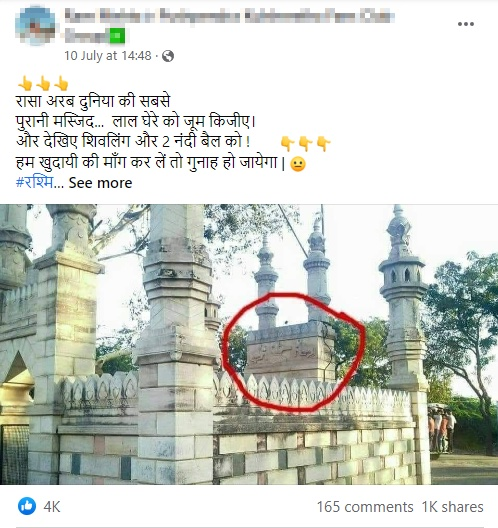 10 July at 14:48 ·
👆👆👆
रासा अरब दुनिया की सबसे
पुरानी मस्जिद... लाल घेरे को जूम किजीए।
और देखिए शिवलिंग और 2 नंदी बैल को ! 👇👇👇
हम खुदायी की माँग कर लें तो गुनाह हो जायेगा | 😐
#रश्मि... See more
4K 165 comments 1K shares